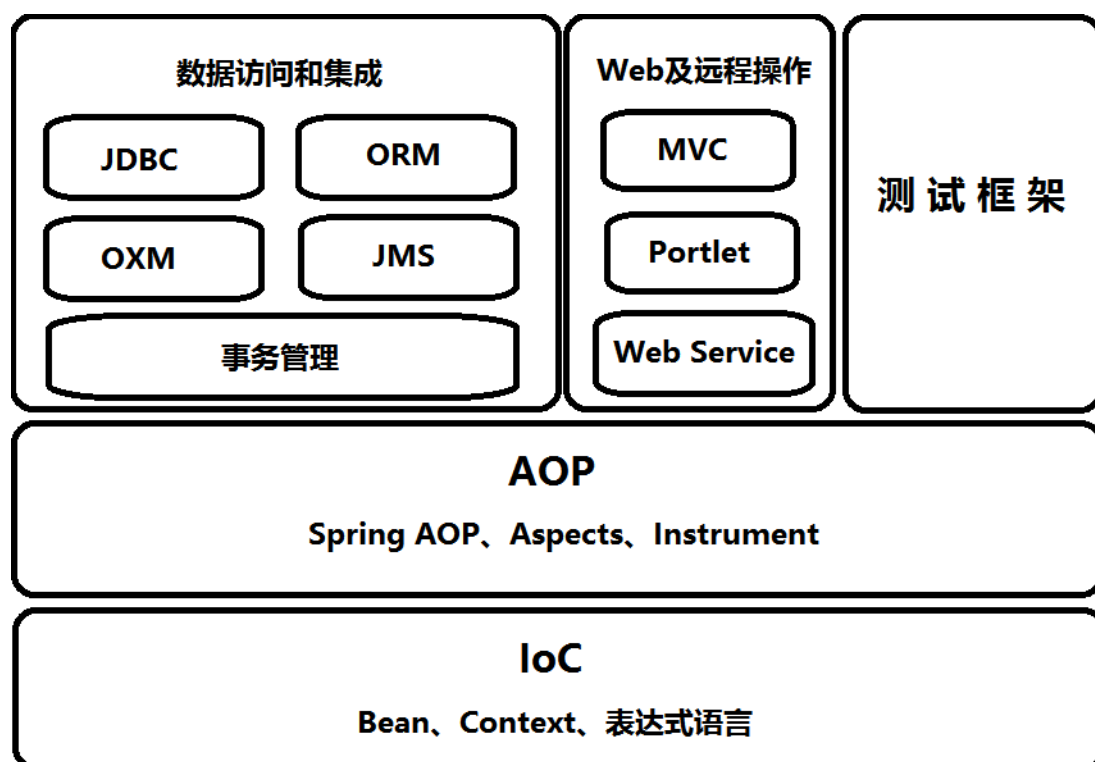 数据访问和集成
JDBC
ORM
OXM
JMS
事务管理
Web及远程操作
MVC
Portlet
Web Service
测 试 框 架
AOP
Spring AOP、Aspects、Instrument
IoC
Bean、Context、表达式语言